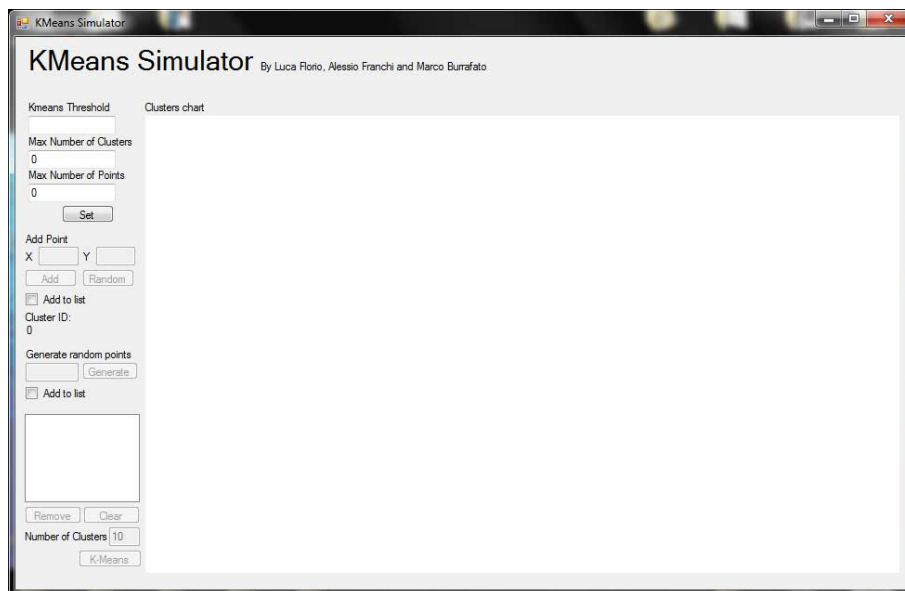 KMeans Simulator
KMeans Simulator By Luca Florio, Alessio Franchi and Marco Burrafato
Kmeans Threshold
Clusters chart
Max Number of Clusters
0
Max Number of Points
0
Set
Add Point
X Y
Add Random
Add to list
Cluster ID:
0
Generate random points
Generate
Add to list
Remove Clear
Number of Clusters 10
K-Means